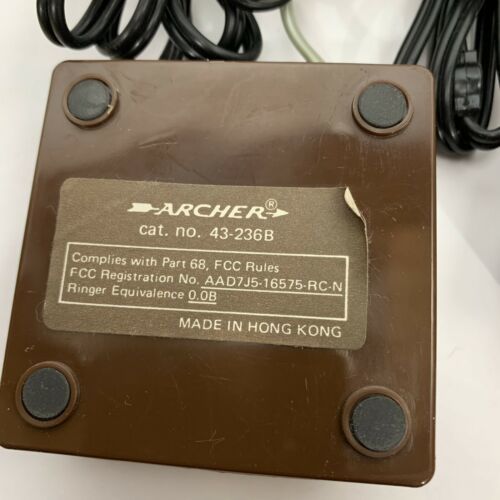 ARCHER®
cat. no. 43-236B
Complies with Part 68, FCC Rules
FCC Registration No. AAD7J5-16575-RC-N
Ringer Equivalence 0.0B
MADE IN HONG KONG